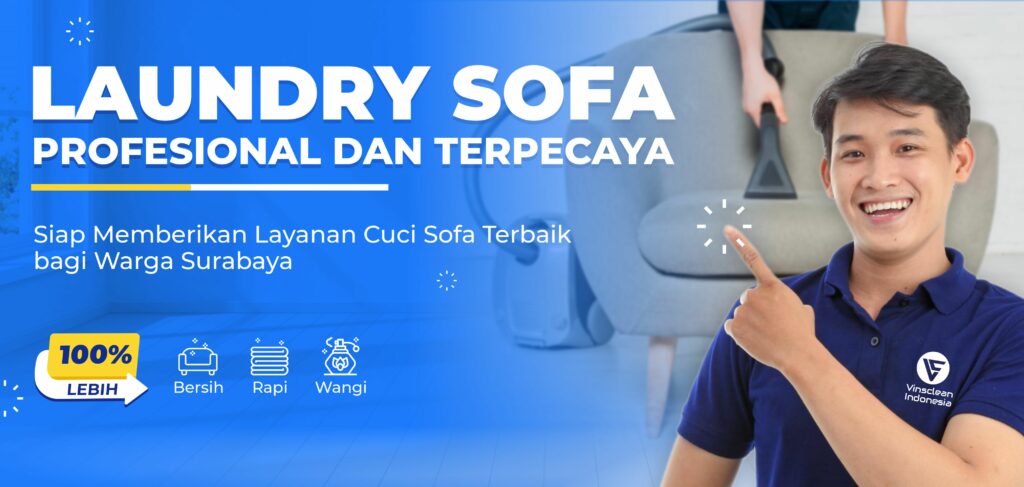 LAUNDRY SOFA
PROFESIONAL DAN TERPECAYA
Siap Memberikan Layanan Cuci Sofa Terbaik
bagi Warga Surabaya
100%
LEBIH
Bersih
Rapi
Wangi
Vinsclean
Indonesia